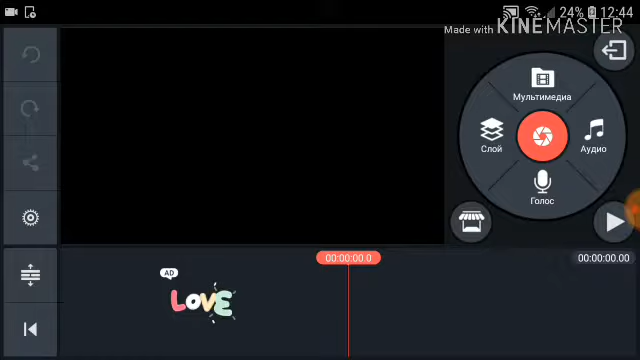 24% 12:44
Made with KINEMASTER
Мультимедиа
Слой
Аудио
Голос
00:00:00.0
00:00:00.00
AD
LOVE